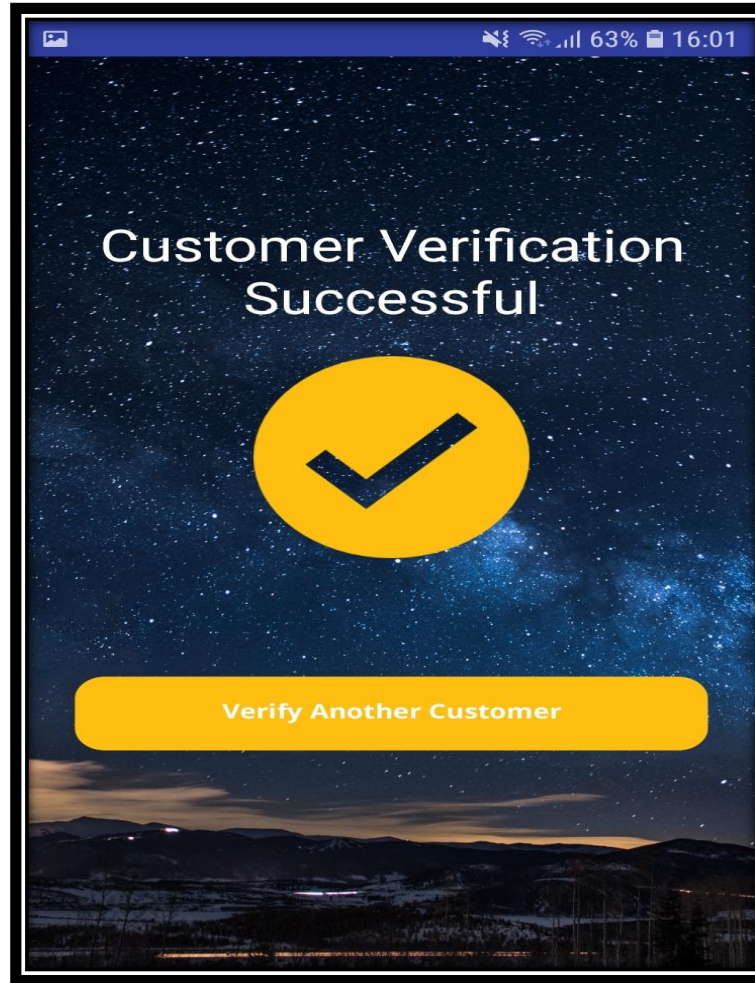 63% 16:01
Customer Verification
Successful
Verify Another Customer